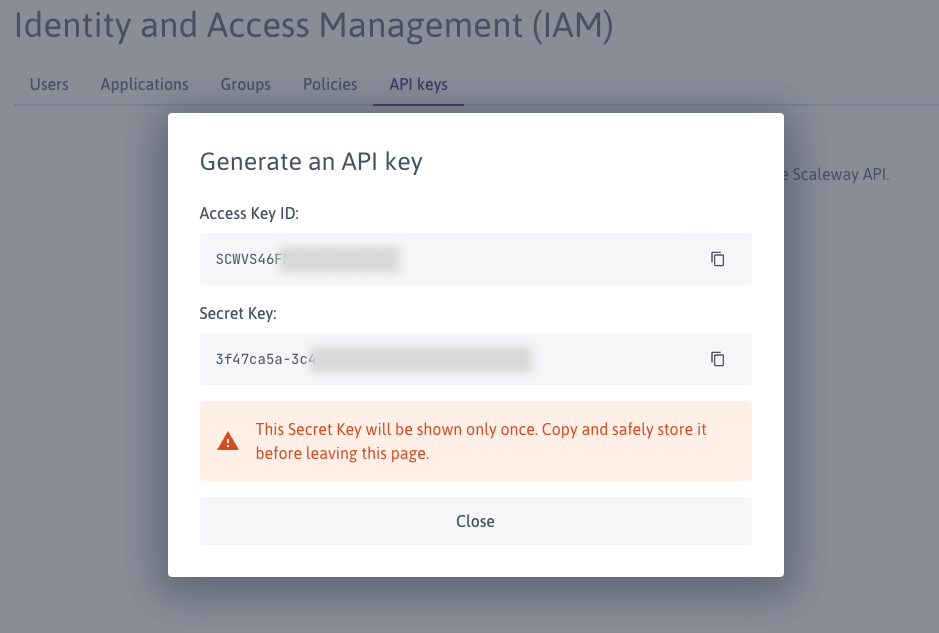 Identity and Access Management (IAM)
Users Applications Groups Policies API keys
Generate an API key
e Scaleway API.
Access Key ID:
SCWVS46F
Secret Key:
3f47ca5a-3c4
This Secret Key will be shown only once. Copy and safely store it
before leaving this page.
Close